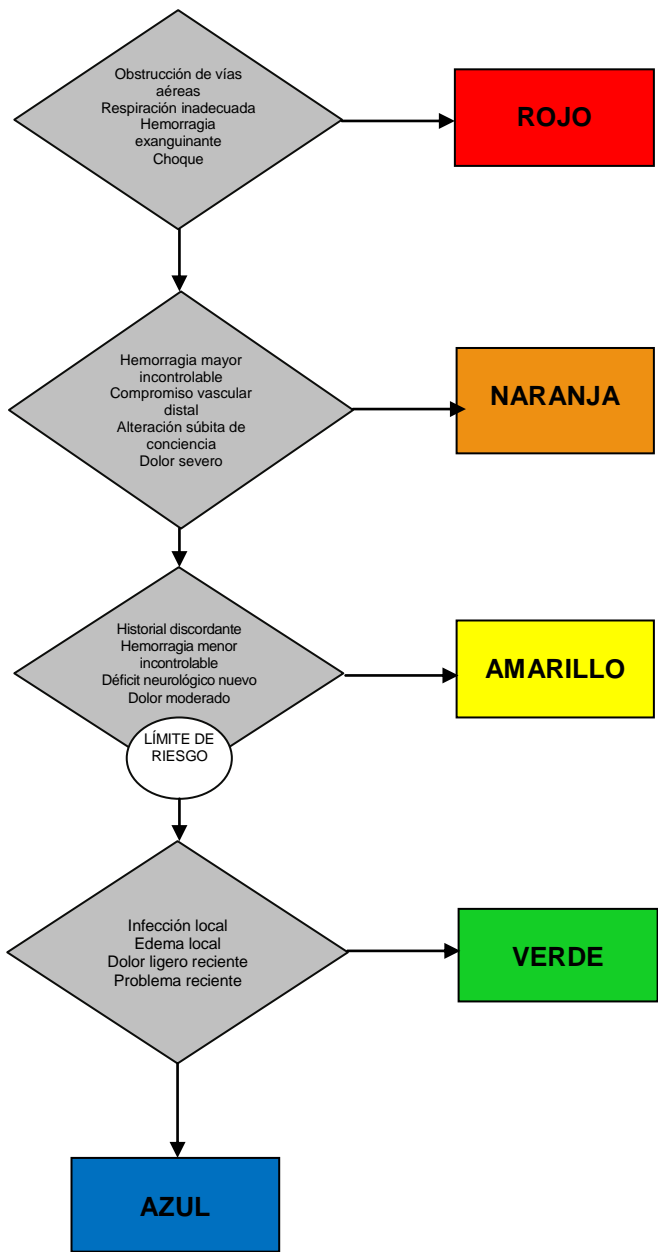 Obstrucción de vías
aéreas
Respiración inadecuada
Hemorragia
exanguinante
Choque
ROJO
Hemorragia mayor
incontrolable
Compromiso vascular
distal
Alteración súbita de
conciencia
Dolor severo
NARANJA
Historial discordante
Hemorragia menor
incontrolable
Déficit neurológico nuevo
Dolor moderado
AMARILLO
LÍMITE DE
RIESGO
Infección local
Edema local
Dolor ligero reciente
Problema reciente
VERDE
AZUL